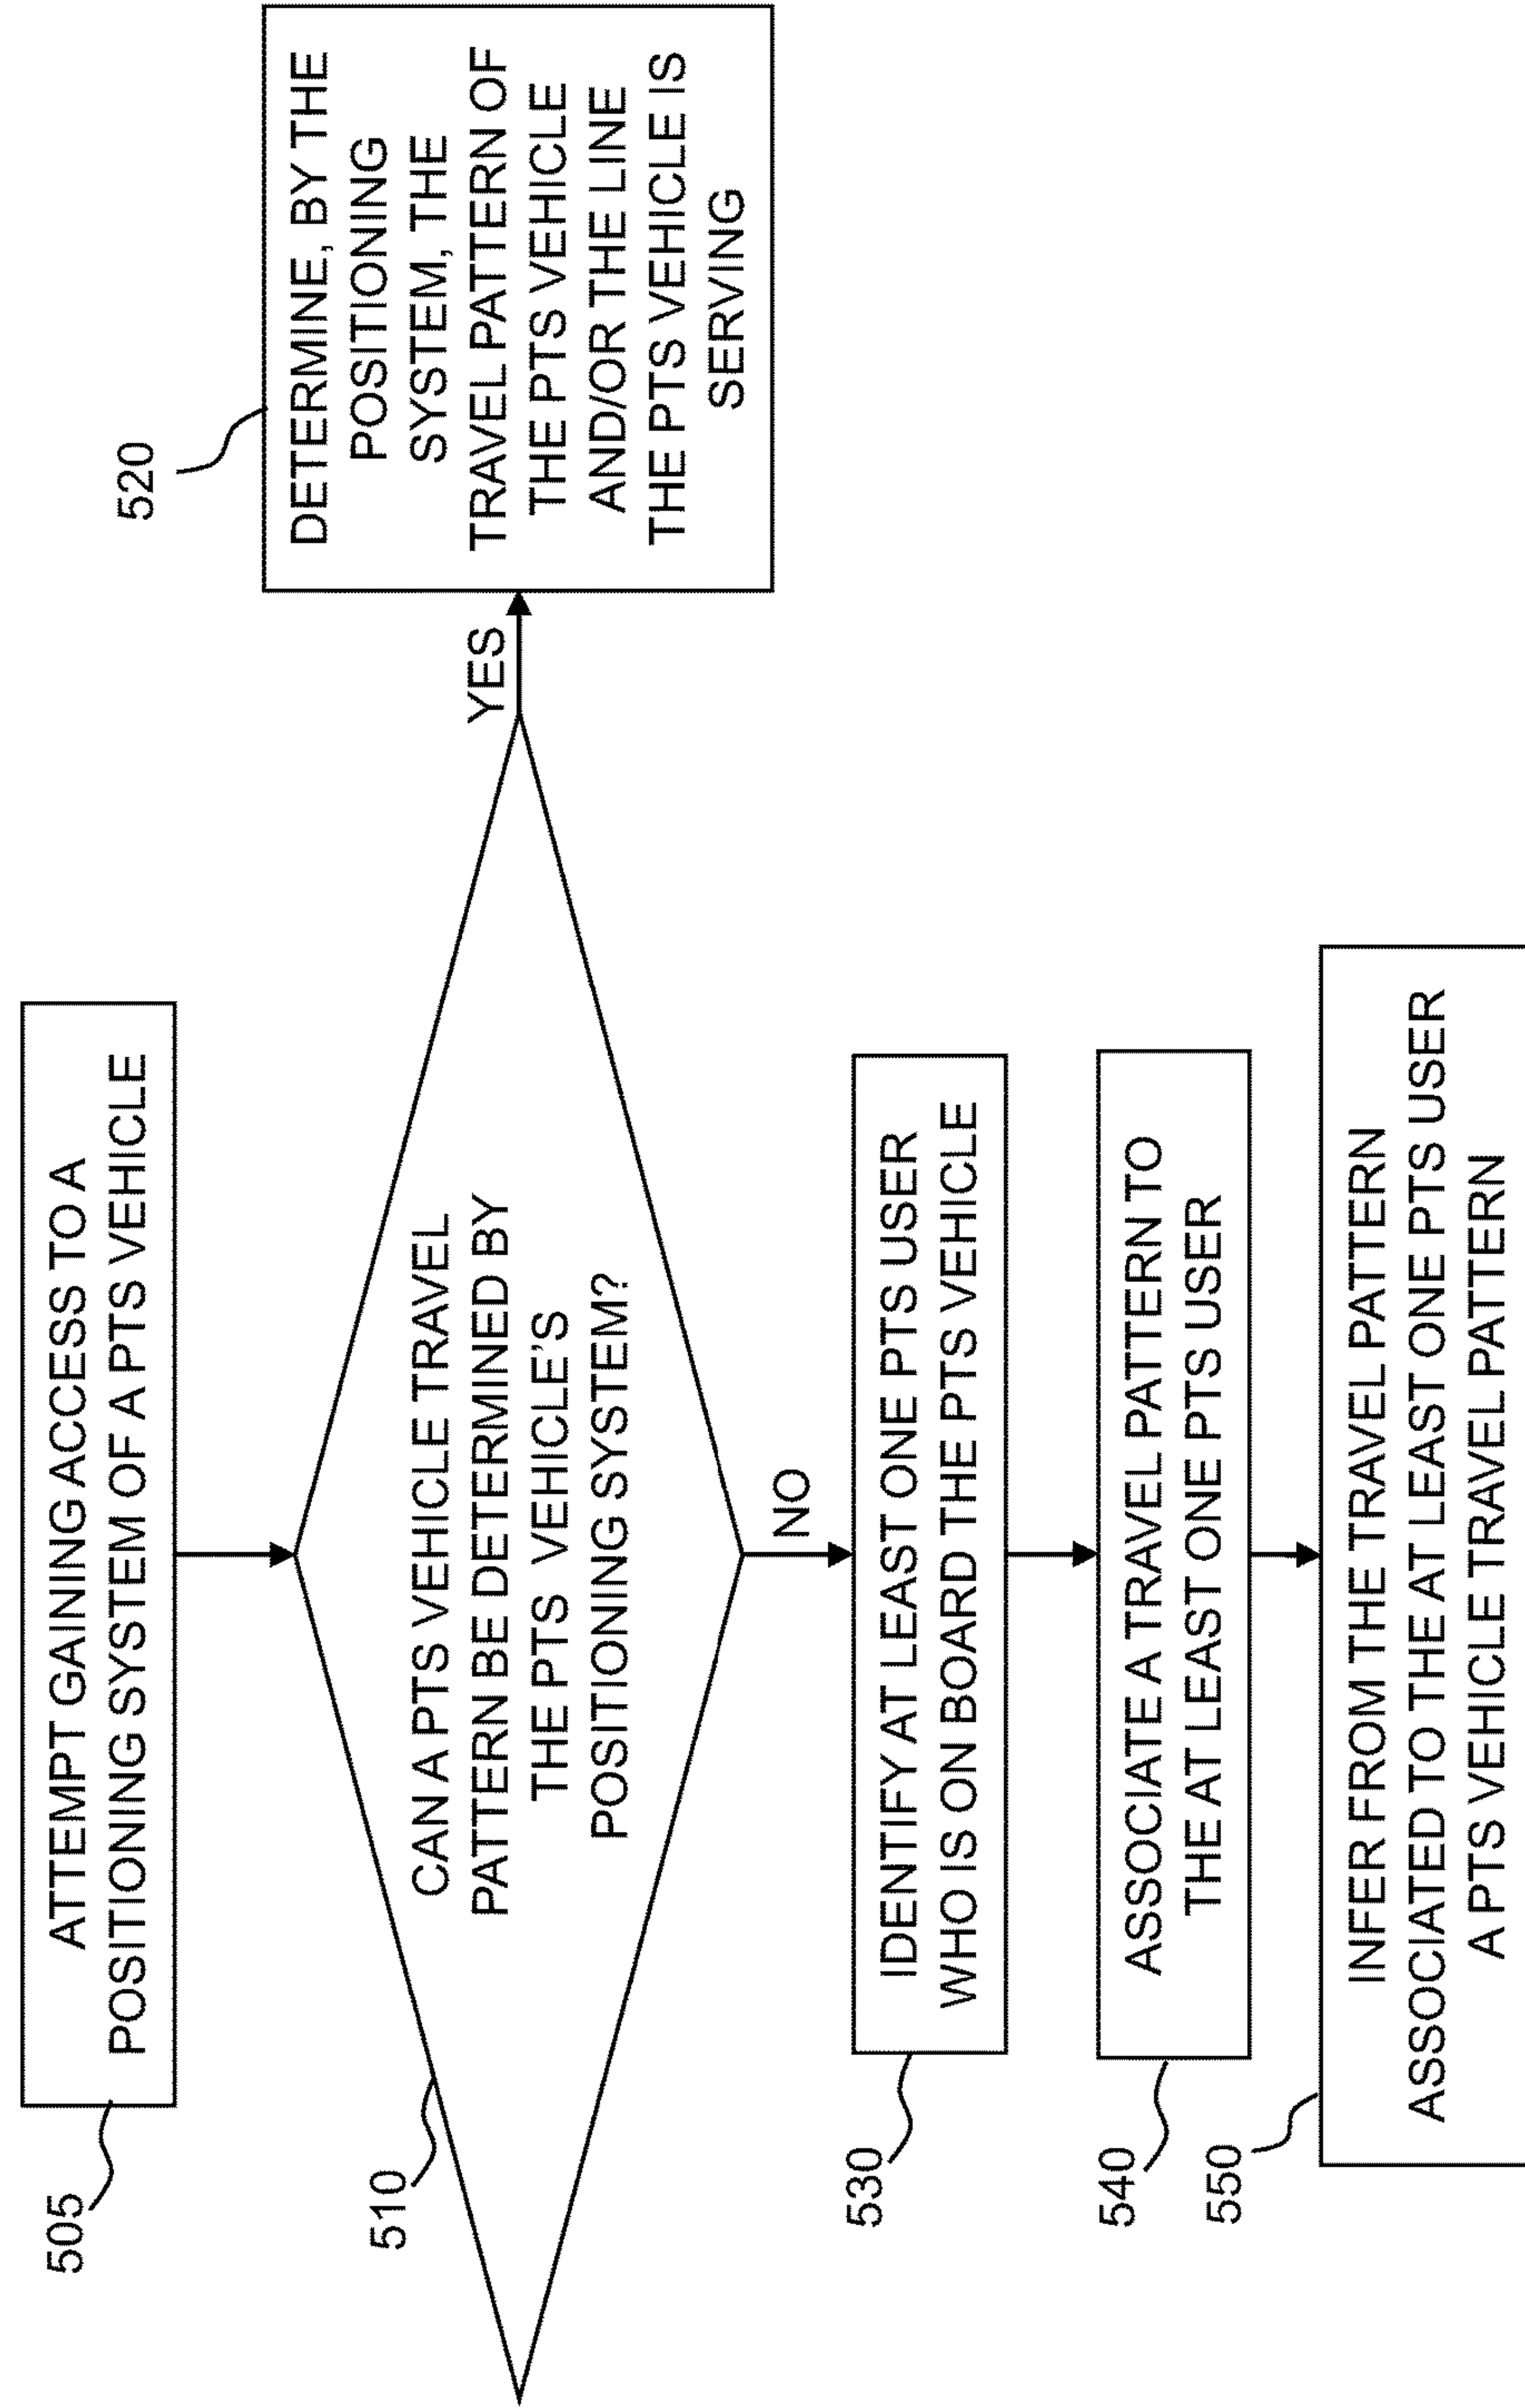 505
ATTEMPT GAINING ACCESS TO A
POSITIONING SYSTEM OF A PTS VEHICLE
510
CAN A PTS VEHICLE TRAVEL
PATTERN BE DETERMINED BY
THE PTS VEHICLE'S
POSITIONING SYSTEM?
YES
520
DETERMINE, BY THE
POSITIONING
SYSTEM, THE
TRAVEL PATTERN OF
THE PTS VEHICLE
AND/OR THE LINE
THE PTS VEHICLE IS
SERVING
NO
530
IDENTIFY AT LEAST ONE PTS USER
WHO IS ON BOARD THE PTS VEHICLE
540
ASSOCIATE A TRAVEL PATTERN TO
THE AT LEAST ONE PTS USER
550
INFER FROM THE TRAVEL PATTERN
ASSOCIATED TO THE AT LEAST ONE PTS USER
A PTS VEHICLE TRAVEL PATTERN